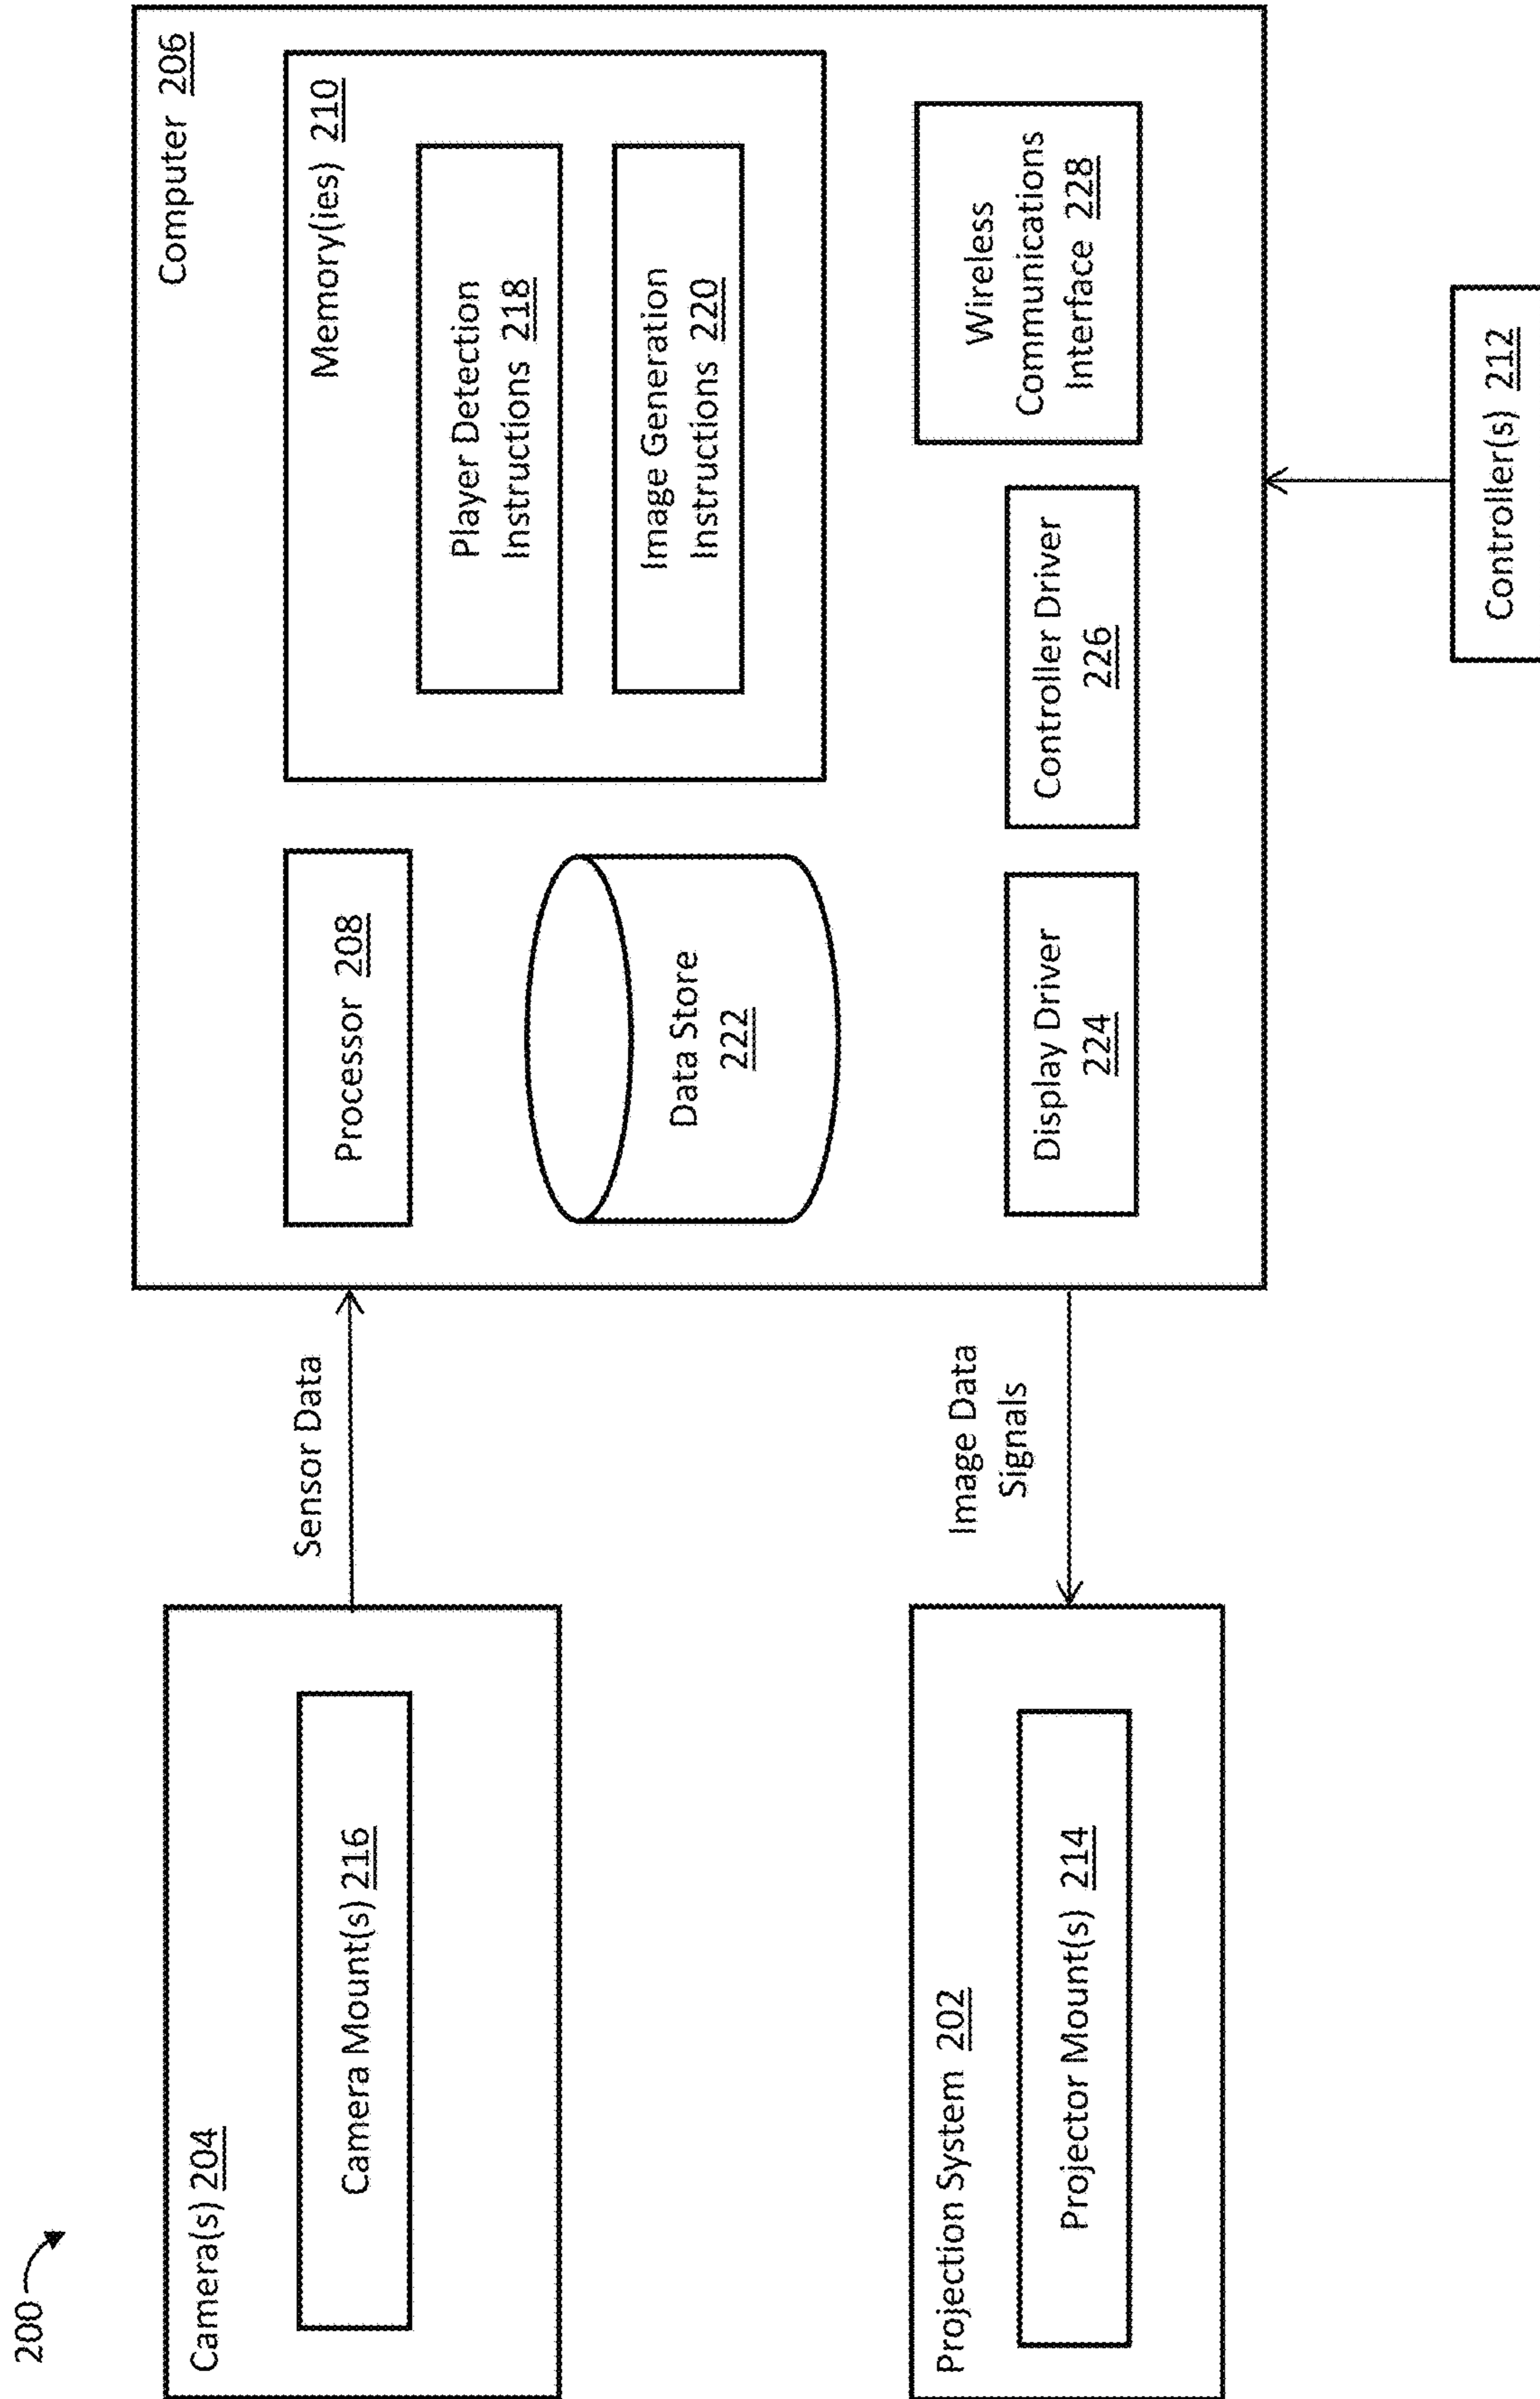 200
Camera(s) 204
Camera Mount(s) 216
Sensor Data
Projection System 202
Projector Mount(s) 214
Image Data
Signals
Computer 206
Processor 208
Memory(ies) 210
Player Detection
Instructions 218
Image Generation
Instructions 220
Data Store
222
Display Driver
224
Controller Driver
226
Wireless
Communications
Interface 228
Controller(s) 212